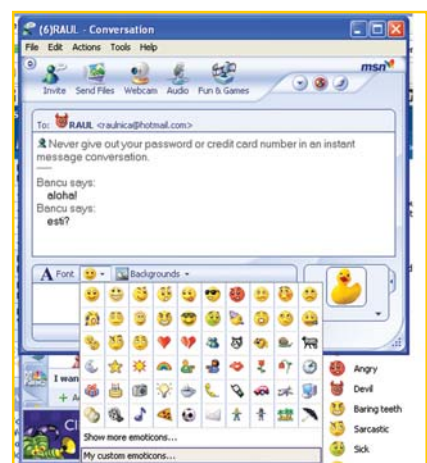 (6)RAUL - Conversation
File Edit Actions Tools Help
msn
Invite Send Files Webcam Audio Fun & Games
To: RAUL <raulnica@hotmail.com>
Never give out your password or credit card number in an instant
message conversation.
Bancu says:
aloha!
Bancu says:
esti?
A Font Backgrounds
I wan
Angry
Devil
Baring teeth
Sarcastic
Sick
Show more emoticons...
My custom emoticons...